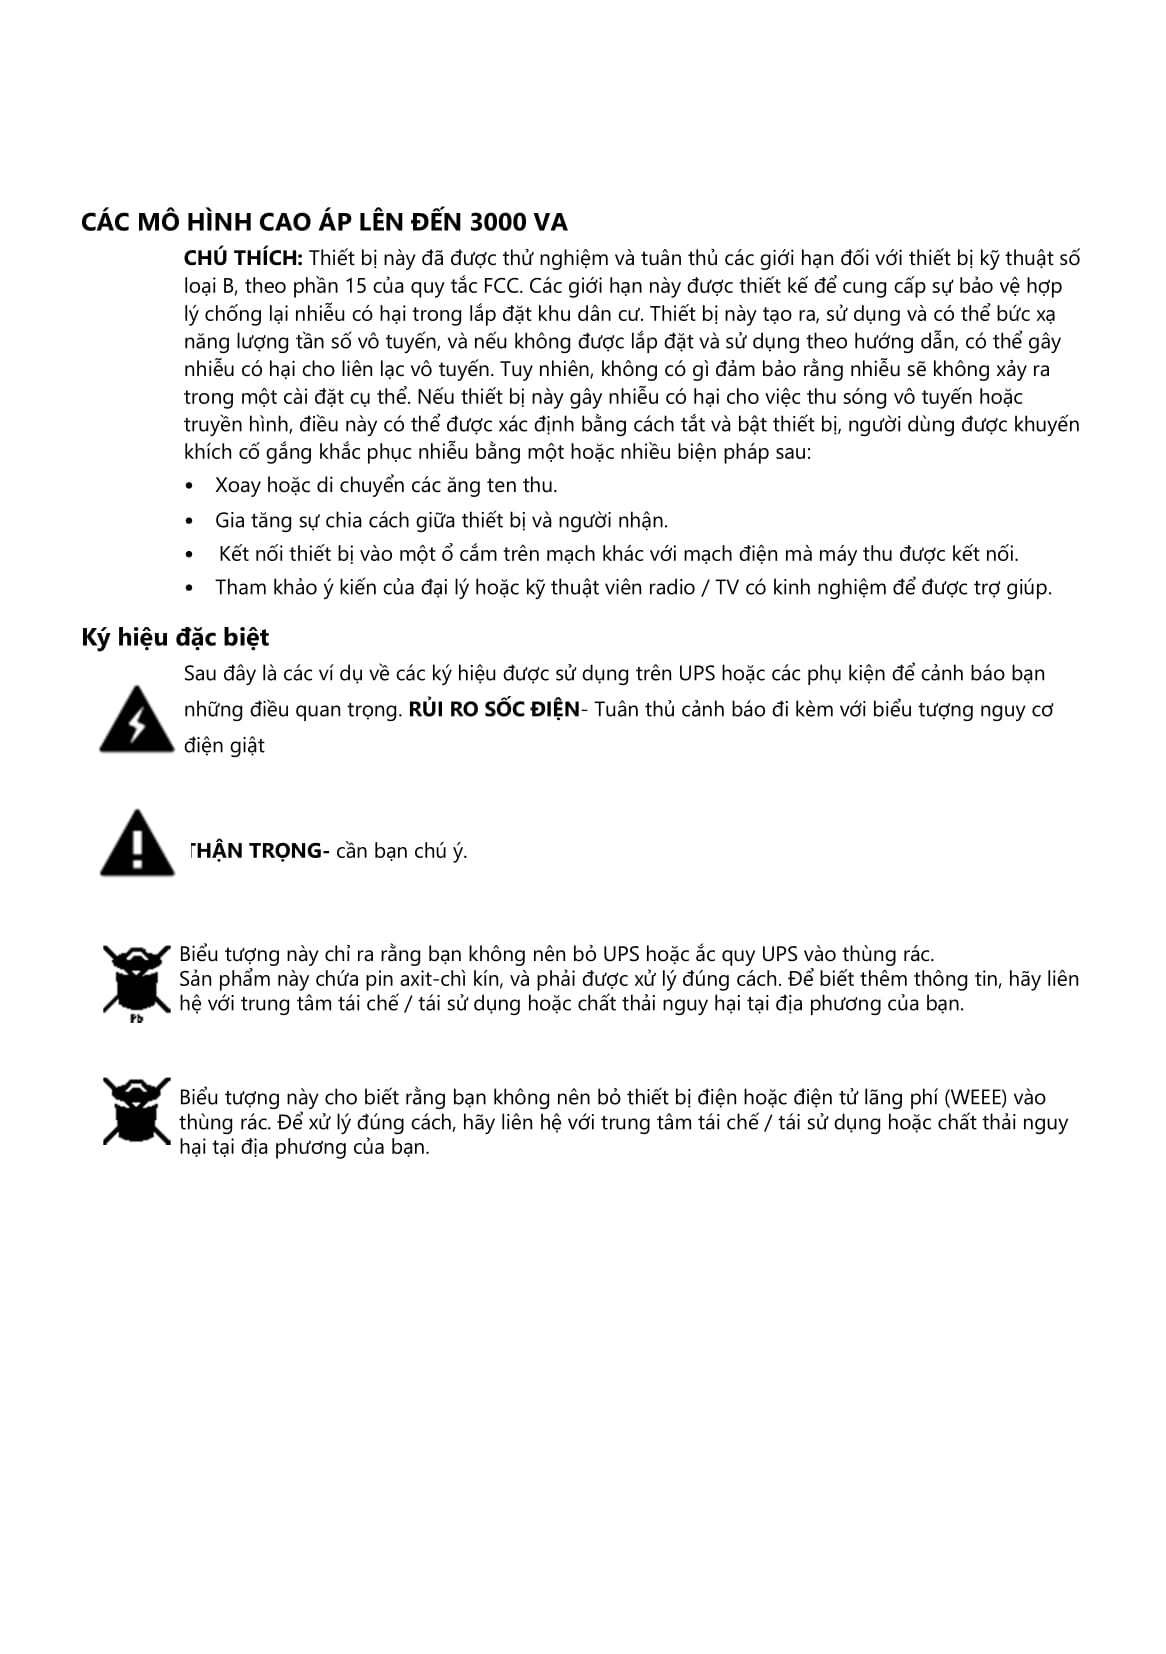 CÁC MÔ HÌNH CAO ÁP LÊN ĐẾN 3000 VA
CHÚ THÍCH: Thiết bị này đã được thử nghiệm và tuân thủ các giới hạn đối với thiết bị kỹ thuật số
loại B, theo phần 15 của quy tắc FCC. Các giới hạn này được thiết kế để cung cấp sự bảo vệ hợp
lý chống lại nhiễu có hại trong lắp đặt khu dân cư. Thiết bị này tạo ra, sử dụng và có thể bức xạ
năng lượng tần số vô tuyến, và nếu không được lắp đặt và sử dụng theo hướng dẫn, có thể gây
nhiễu có hại cho liên lạc vô tuyến. Tuy nhiên, không có gì đảm bảo rằng nhiễu sẽ không xảy ra
trong một cài đặt cụ thể. Nếu thiết bị này gây nhiễu có hại cho việc thu sóng vô tuyến hoặc
truyền hình, điều này có thể được xác định bằng cách tắt và bật thiết bị, người dùng được khuyến
khích cố gắng khắc phục nhiễu bằng một hoặc nhiều biện pháp sau:
• Xoay hoặc di chuyển các ăng ten thu.
• Gia tăng sự chia cách giữa thiết bị và người nhận.
• Kết nối thiết bị vào một ổ cắm trên mạch khác với mạch điện mà máy thu được kết nối.
• Tham khảo ý kiến của đại lý hoặc kỹ thuật viên radio / TV có kinh nghiệm để được trợ giúp.
Ký hiệu đặc biệt
Sau đây là các ví dụ về các ký hiệu được sử dụng trên UPS hoặc các phụ kiện để cảnh báo bạn
những điều quan trọng. RỦI RO SỐC ĐIỆN- Tuân thủ cảnh báo đi kèm với biểu tượng nguy cơ
điện giật
THẬN TRỌNG- cần bạn chú ý.
Biểu tượng này chỉ ra rằng bạn không nên bỏ UPS hoặc ắc quy UPS vào thùng rác.
Sản phẩm này chứa pin axit-chì kín, và phải được xử lý đúng cách. Để biết thêm thông tin, hãy liên
hệ với trung tâm tái chế / tái sử dụng hoặc chất thải nguy hại tại địa phương của bạn.
Pb
Biểu tượng này cho biết rằng bạn không nên bỏ thiết bị điện hoặc điện tử lãng phí (WEEE) vào
thùng rác. Để xử lý đúng cách, hãy liên hệ với trung tâm tái chế / tái sử dụng hoặc chất thải nguy
hại tại địa phương của bạn.